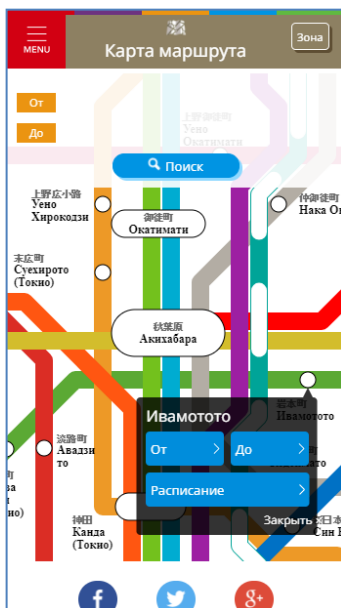 MENU
Карта маршрута
Зона
От
До
上野御徒町
Уено
Окатимати
Поиск
上野広小路
Уено
Хирокодзи
御徒町
Окатимати
仲御徒町
Нака Ок
末広町
Суехирото
(Токио)
秋葉原
Акихабара
岩本町
Ивамотото
Ивамотото
От
До
Расписание
Закрыть
淡路町
Авадзи
то
神田
Канда
(Токио)
Син
f
g+